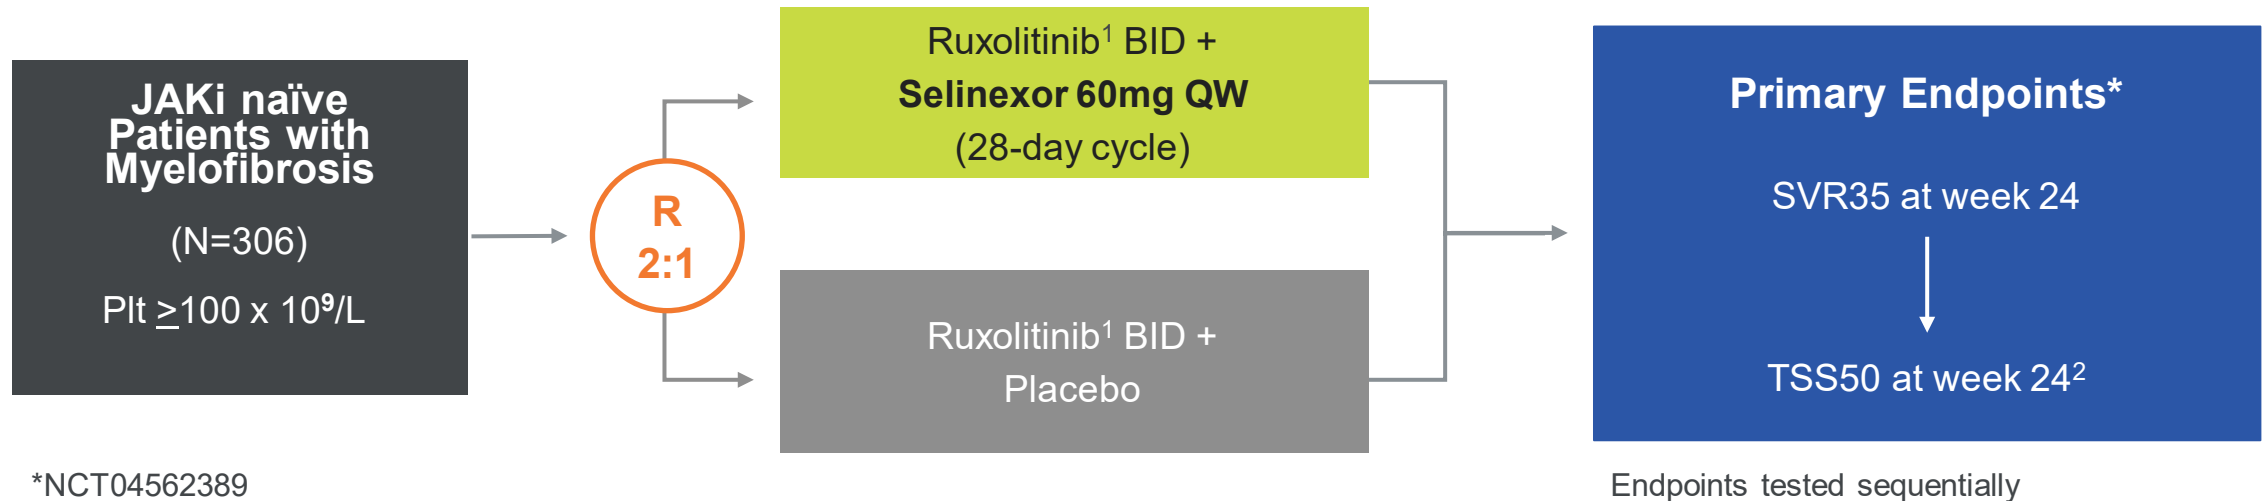 JAKi naïve
Patients with
Myelofibrosis
(N=306)
Plt ≥100 x 10⁹/L
R
2:1
Ruxolitinib¹ BID +
Selinexor 60mg QW
(28-day cycle)
Ruxolitinib¹ BID +
Placebo
Primary Endpoints*
SVR35 at week 24
TSS50 at week 24²
*NCT04562389
Endpoints tested sequentially